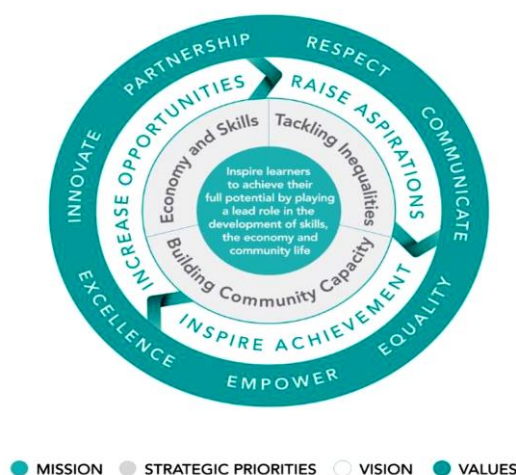 PARTNERSHIP
RESPECT
COMMUNICATE
EQUALITY
EMPOWER
EXCELLENCE
INNOVATE
INCREASE OPPORTUNITIES
RAISE ASPIRATIONS
INSPIRE ACHIEVEMENT
Economy and Skills
Tackling Inequalities
Building Community Capacity
Inspire learners
to achieve their
full potential by playing
a lead role in the
development of skills,
the economy and
community life
MISSION STRATEGIC PRIORITIES VISION VALUES